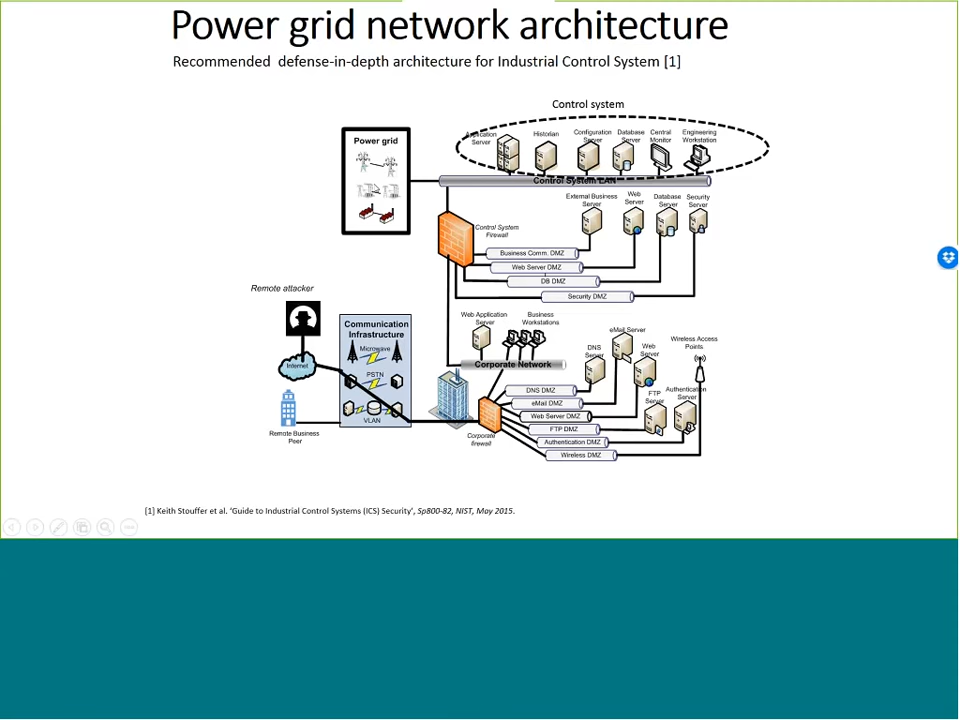 Power grid network architecture
Recommended defense-in-depth architecture for Industrial Control System [1]
Control system
Power grid
Application
Server
Historian
Configuration
Server
Database
Server
Central
Monitor
Engineering
Workstation
Control System LAN
External Business
Server
Web
Server
Database
Server
Security
Server
Control System
Firewall
Business Comm. DMZ
Web Server DMZ
DB DMZ
Security DMZ
Remote attacker
Internet
Communication
Infrastructure
Microwave
PSTN
VLAN
Remote Business
Peer
Web Application
Server
Business
Workstations
Corporate Network
DNS
Server
eMail Server
Web
Server
Wireless Access
Points
FTP
Server
Authentication
Server
DNS DMZ
eMail DMZ
Web Server DMZ
FTP DMZ
Authentication DMZ
Wireless DMZ
Corporate
firewall
[1] Keith Stouffer et al. ‘Guide to Industrial Control Systems (ICS) Security’, Sp800-82, NIST, May 2015.